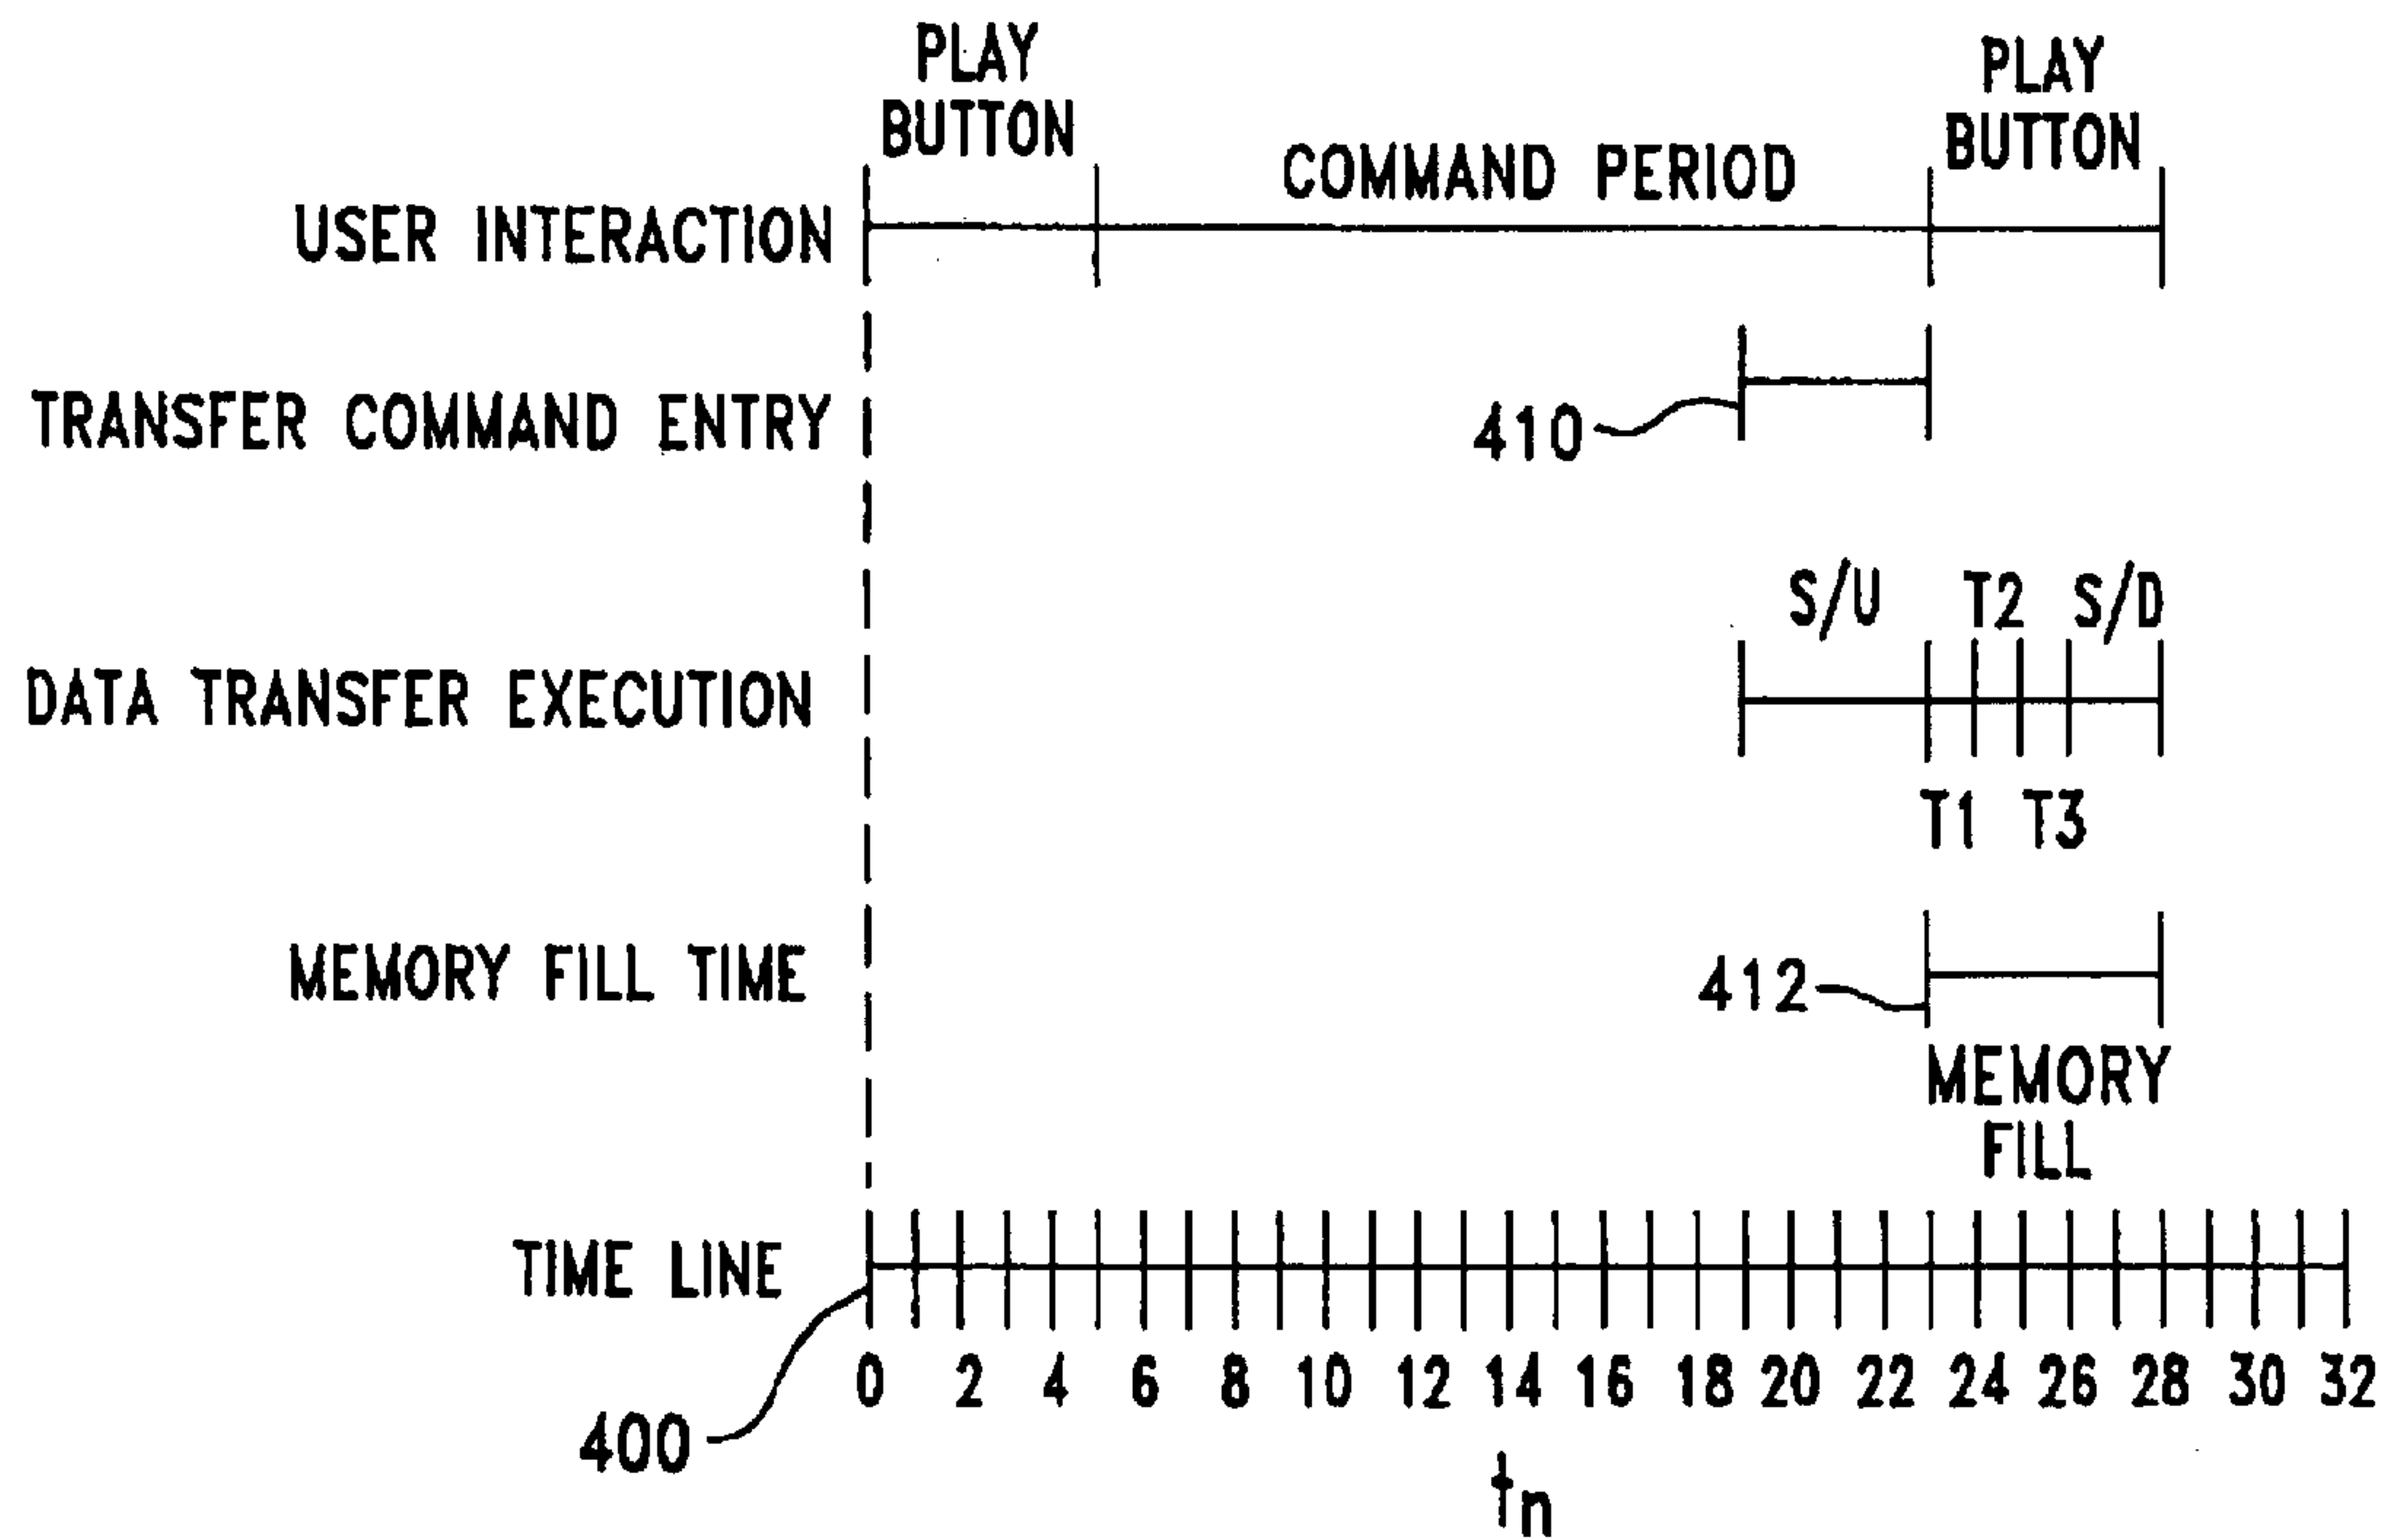 PLAY
BUTTON
PLAY
BUTTON
COMMAND PERIOD
USER INTERACTION
TRANSFER COMMAND ENTRY
410
S/U T2 S/D
DATA TRANSFER EXECUTION
T1 T3
MEMORY FILL TIME
412
MEMORY
FILL
TIME LINE
0 2 4 6 8 10 12 14 16 18 20 22 24 26 28 30 32
400
tn